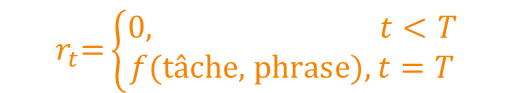 0, t < T
r_t = {
f(tâche, phrase), t = T